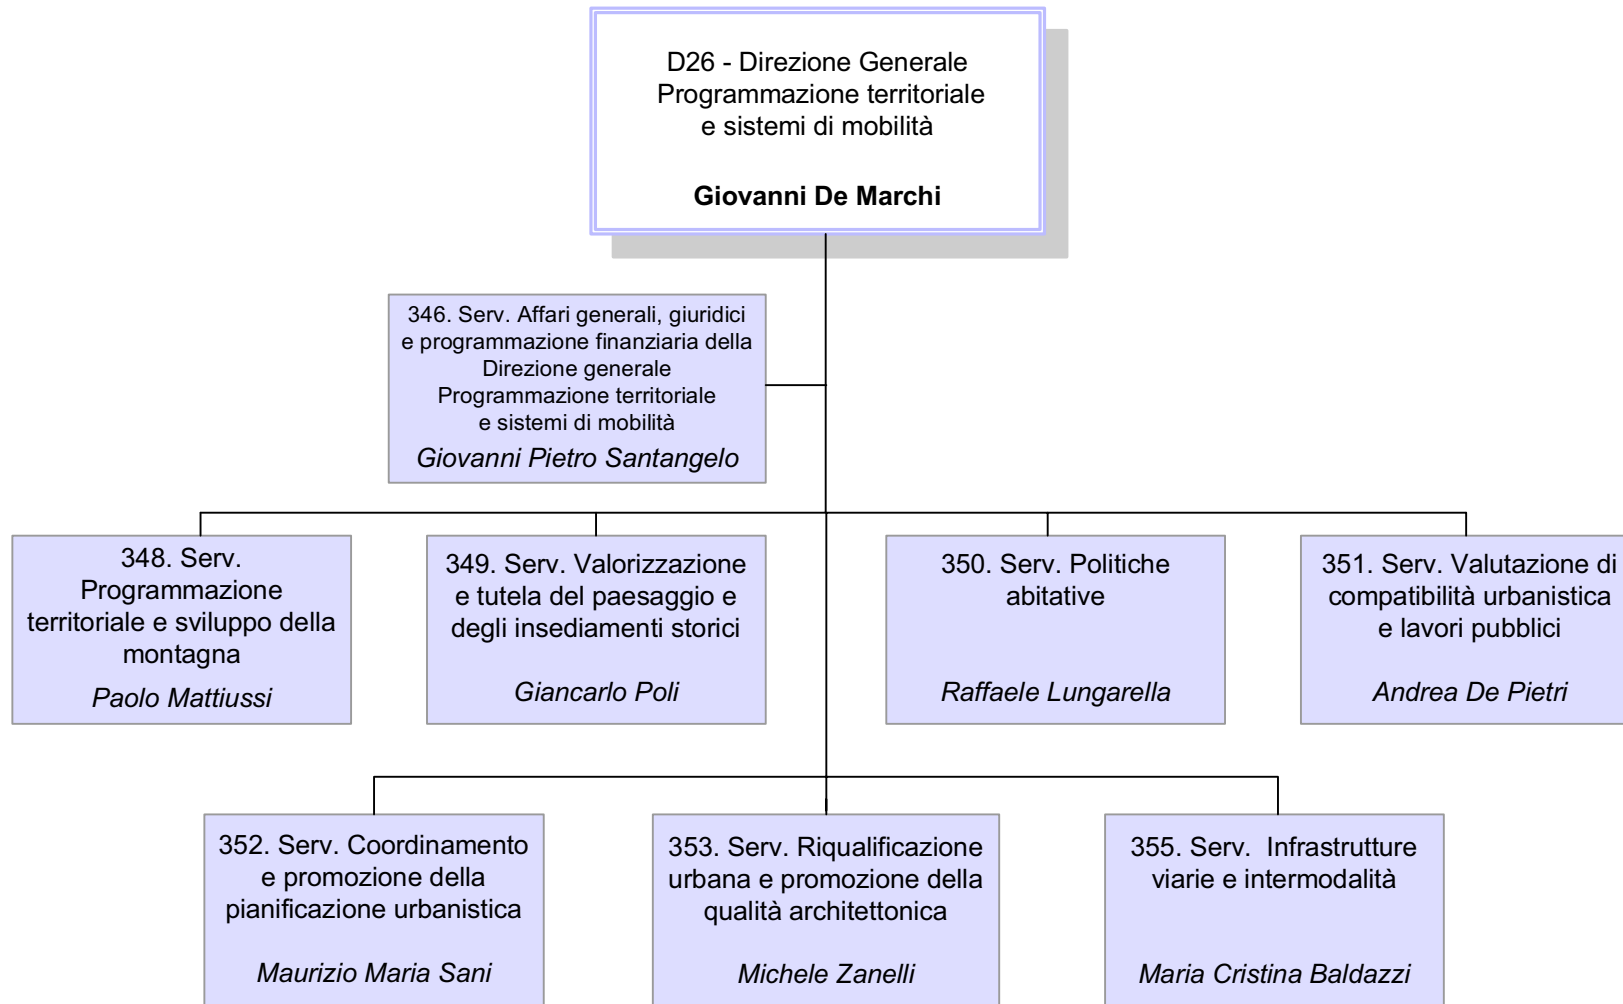 D26 - Direzione Generale
Programmazione territoriale
e sistemi di mobilità
Giovanni De Marchi
346. Serv. Affari generali, giuridici
e programmazione finanziaria della
Direzione generale
Programmazione territoriale
e sistemi di mobilità
Giovanni Pietro Santangelo
348. Serv.
Programmazione
territoriale e sviluppo della
montagna
Paolo Mattiussi
349. Serv. Valorizzazione
e tutela del paesaggio e
degli insediamenti storici
Giancarlo Poli
350. Serv. Politiche
abitative
Raffaele Lungarella
351. Serv. Valutazione di
compatibilità urbanistica
e lavori pubblici
Andrea De Pietri
352. Serv. Coordinamento
e promozione della
pianificazione urbanistica
Maurizio Maria Sani
353. Serv. Riqualificazione
urbana e promozione della
qualità architettonica
Michele Zanelli
355. Serv. Infrastrutture
viarie e intermodalità
Maria Cristina Baldazzi